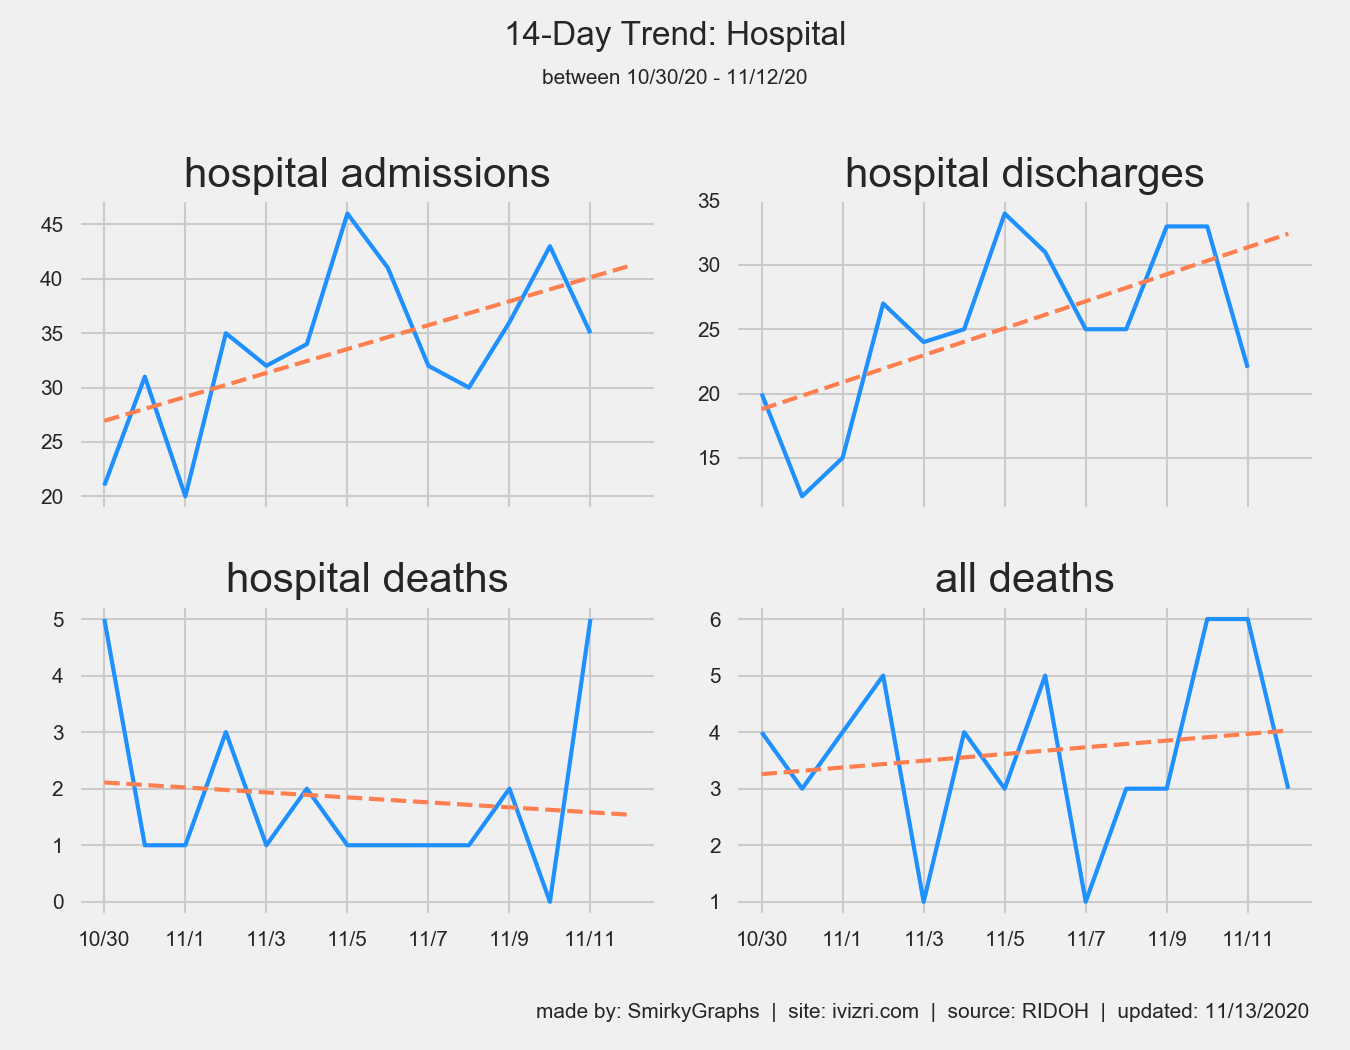 14-Day Trend: Hospital
between 10/30/20 - 11/12/20
hospital admissions
45
40
35
30
25
20
hospital discharges
35
30
25
20
15
hospital deaths
5
4
3
2
1
0
10/30 11/1 11/3 11/5 11/7 11/9 11/11
all deaths
6
5
4
3
2
1
10/30 11/1 11/3 11/5 11/7 11/9 11/11
made by: SmirkyGraphs | site: ivizri.com | source: RIDOH | updated: 11/13/2020